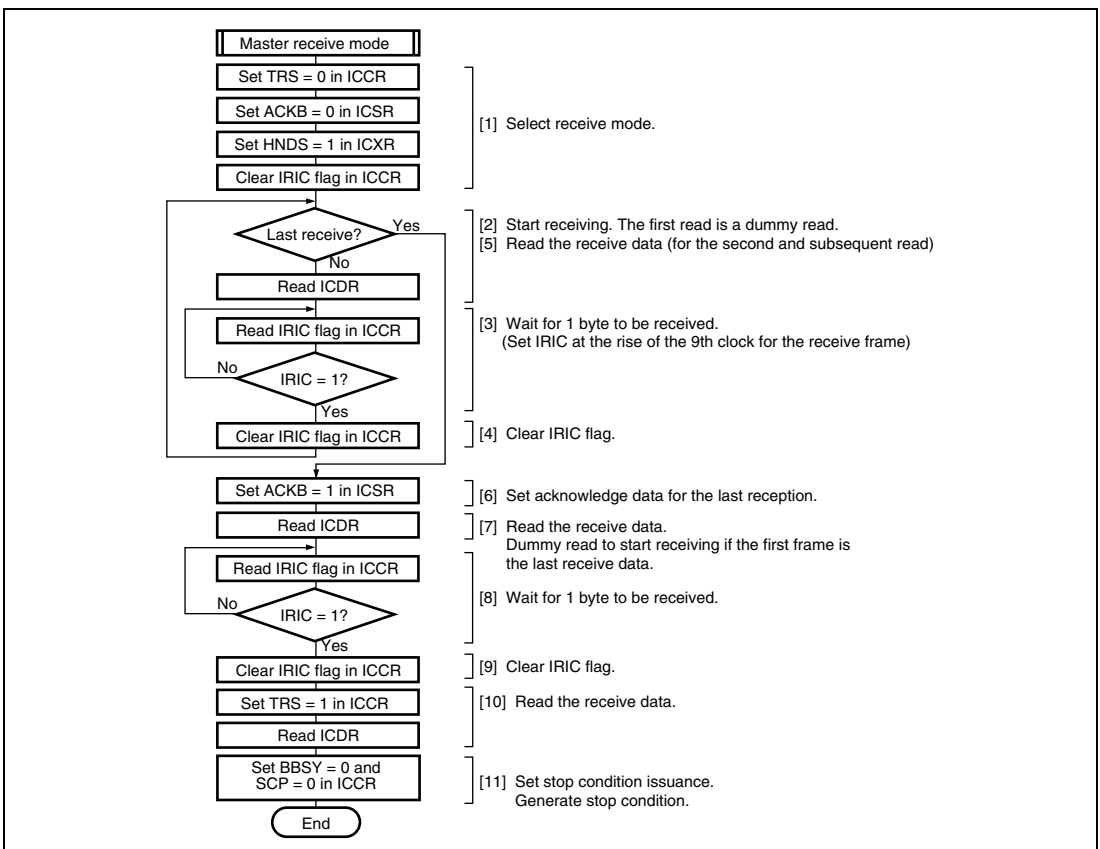 Master receive mode
Set TRS = 0 in ICCR
Set ACKB = 0 in ICSR
Set HNDS = 1 in ICXR
Clear IRIC flag in ICCR
[1] Select receive mode.
Last receive?
Yes
No
Read ICDR
[2] Start receiving. The first read is a dummy read.
[5] Read the receive data (for the second and subsequent read)
Read IRIC flag in ICCR
No
IRIC = 1?
Yes
[3] Wait for 1 byte to be received.
(Set IRIC at the rise of the 9th clock for the receive frame)
Clear IRIC flag in ICCR
[4] Clear IRIC flag.
Set ACKB = 1 in ICSR
[6] Set acknowledge data for the last reception.
Read ICDR
[7] Read the receive data.
Dummy read to start receiving if the first frame is
the last receive data.
Read IRIC flag in ICCR
No
IRIC = 1?
Yes
[8] Wait for 1 byte to be received.
Clear IRIC flag in ICCR
[9] Clear IRIC flag.
Set TRS = 1 in ICCR
Read ICDR
[10] Read the receive data.
Set BBSY = 0 and
SCP = 0 in ICCR
[11] Set stop condition issuance.
Generate stop condition.
End